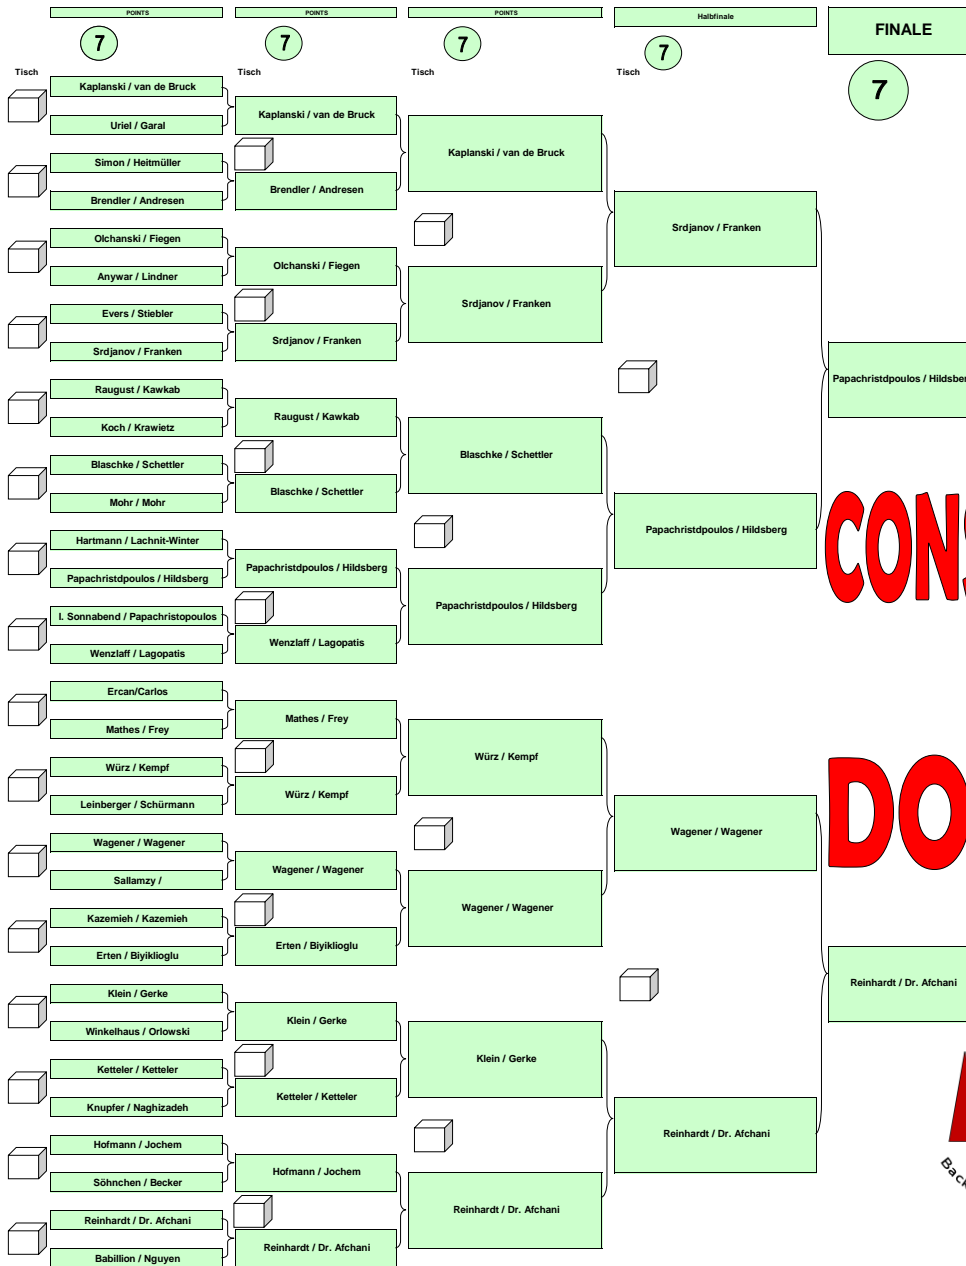 POINTS
POINTS
POINTS
Halbfinale
FINALE
7
7
7
7
7
Tisch
Tisch
Tisch
Tisch
Kaplanski / van de Bruck
Uriel / Garal
Simon / Heitmüller
Brendler / Andresen
Olchanski / Fiegen
Anywar / Lindner
Evers / Stiebler
Srdjanov / Franken
Raugust / Kawkab
Koch / Krawietz
Blaschke / Schettler
Mohr / Mohr
Hartmann / Lachnit-Winter
Papachristdpoulos / Hildsberg
I. Sonnabend / Papachristopoulos
Wenzlaff / Lagopatis
Ercan/Carlos
Mathes / Frey
Würz / Kempf
Leinberger / Schürmann
Wagener / Wagener
Sallamzy /
Kazemieh / Kazemieh
Erten / Biyiklioglu
Klein / Gerke
Winkelhaus / Orlowski
Ketteler / Ketteler
Knupfer / Naghizadeh
Hofmann / Jochem
Söhnchen / Becker
Reinhardt / Dr. Afchani
Babillion / Nguyen
Kaplanski / van de Bruck
Brendler / Andresen
Olchanski / Fiegen
Srdjanov / Franken
Raugust / Kawkab
Blaschke / Schettler
Papachristdpoulos / Hildsberg
Wenzlaff / Lagopatis
Mathes / Frey
Würz / Kempf
Wagener / Wagener
Erten / Biyiklioglu
Klein / Gerke
Ketteler / Ketteler
Hofmann / Jochem
Reinhardt / Dr. Afchani
Kaplanski / van de Bruck
Srdjanov / Franken
Blaschke / Schettler
Papachristdpoulos / Hildsberg
Würz / Kempf
Wagener / Wagener
Klein / Gerke
Reinhardt / Dr. Afchani
Srdjanov / Franken
Papachristdpoulos / Hildsberg
Wagener / Wagener
Reinhardt / Dr. Afchani
Papachristdpoulos / Hildsber
Reinhardt / Dr. Afchani
CONS
DO
Back